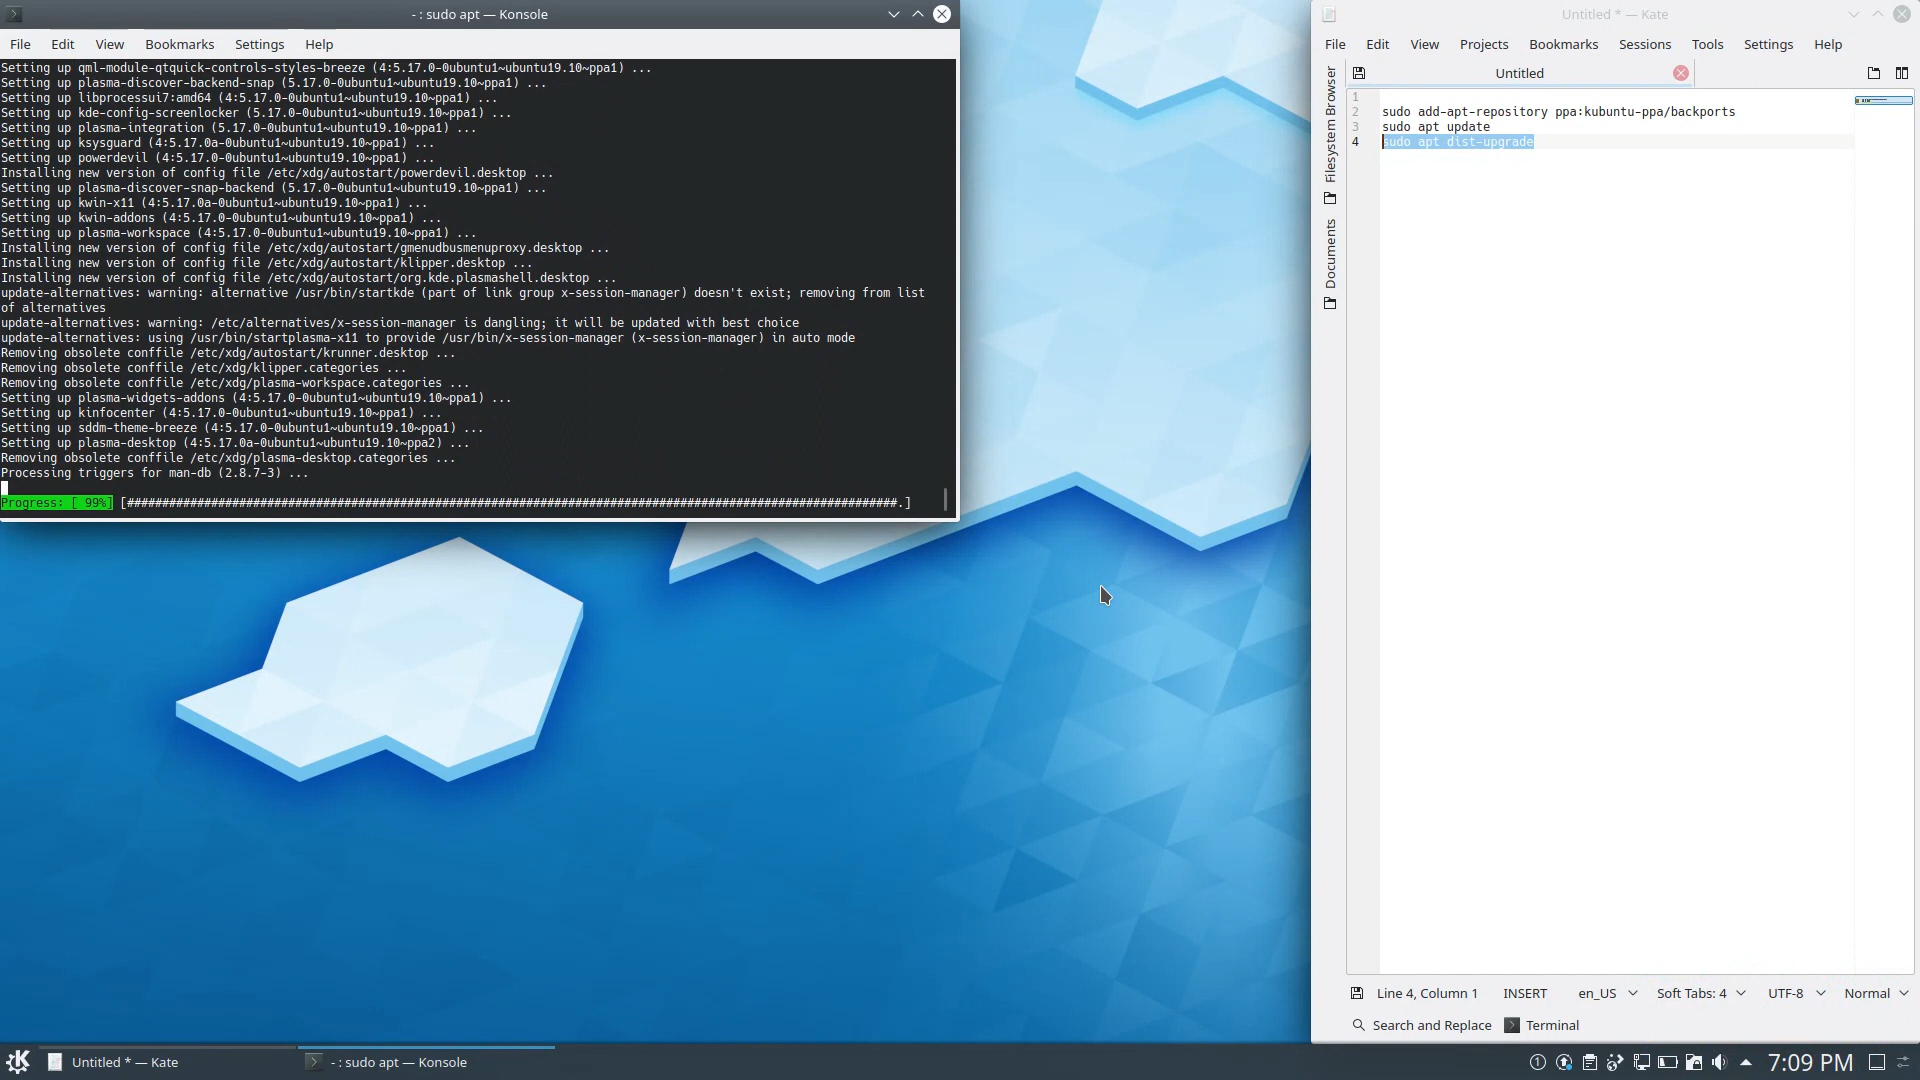 - : sudo apt — Konsole
File Edit View Bookmarks Settings Help
Setting up qml-module-qtquick-controls-styles-breeze (4:5.17.0-0ubuntu1~ubuntu19.10~ppa1) ...
Setting up plasma-discover-backend-snap (5.17.0-0ubuntu1~ubuntu19.10~ppa1) ...
Setting up libprocessui7:amd64 (4:5.17.0-0ubuntu1~ubuntu19.10~ppa1) ...
Setting up kde-config-screenlocker (5.17.0-0ubuntu1~ubuntu19.10~ppa1) ...
Setting up plasma-integration (5.17.0-0ubuntu1~ubuntu19.10~ppa1) ...
Setting up ksysguard (4:5.17.0a-0ubuntu1~ubuntu19.10~ppa1) ...
Setting up powerdevil (4:5.17.0-0ubuntu1~ubuntu19.10~ppa1) ...
Installing new version of config file /etc/xdg/autostart/powerdevil.desktop ...
Setting up plasma-discover-snap-backend (5.17.0-0ubuntu1~ubuntu19.10~ppa1) ...
Setting up kwin-x11 (4:5.17.0a-0ubuntu1~ubuntu19.10~ppa1) ...
Setting up kwin-addons (4:5.17.0-0ubuntu1~ubuntu19.10~ppa1) ...
Setting up plasma-workspace (4:5.17.0-0ubuntu1~ubuntu19.10~ppa1) ...
Installing new version of config file /etc/xdg/autostart/gmenudbusmenuproxy.desktop ...
Installing new version of config file /etc/xdg/autostart/klipper.desktop ...
Installing new version of config file /etc/xdg/autostart/org.kde.plasmashell.desktop ...
update-alternatives: warning: alternative /usr/bin/startkde (part of link group x-session-manager) doesn't exist; removing from list
of alternatives
update-alternatives: warning: /etc/alternatives/x-session-manager is dangling; it will be updated with best choice
update-alternatives: using /usr/bin/startplasma-x11 to provide /usr/bin/x-session-manager (x-session-manager) in auto mode
Removing obsolete conffile /etc/xdg/autostart/krunner.desktop ...
Removing obsolete conffile /etc/xdg/klipper.categories ...
Removing obsolete conffile /etc/xdg/plasma-workspace.categories ...
Setting up plasma-widgets-addons (4:5.17.0-0ubuntu1~ubuntu19.10~ppa1) ...
Setting up kinfocenter (4:5.17.0-0ubuntu1~ubuntu19.10~ppa1) ...
Setting up sddm-theme-breeze (4:5.17.0-0ubuntu1~ubuntu19.10~ppa1) ...
Setting up plasma-desktop (4:5.17.0a-0ubuntu1~ubuntu19.10~ppa2) ...
Removing obsolete conffile /etc/xdg/plasma-desktop.categories ...
Processing triggers for man-db (2.8.7-3) ...
Progress: [ 99%] [##############################################################################################################.]
Untitled * — Kate
File Edit View Projects Bookmarks Sessions Tools Settings Help
Untitled
Filesystem Browser
Documents
1
2 sudo add-apt-repository ppa:kubuntu-ppa/backports
3 sudo apt update
4 sudo apt dist-upgrade
Line 4, Column 1 INSERT en_US Soft Tabs: 4 UTF-8 Normal
Search and Replace Terminal
Untitled * — Kate
- : sudo apt — Konsole
1
7:09 PM